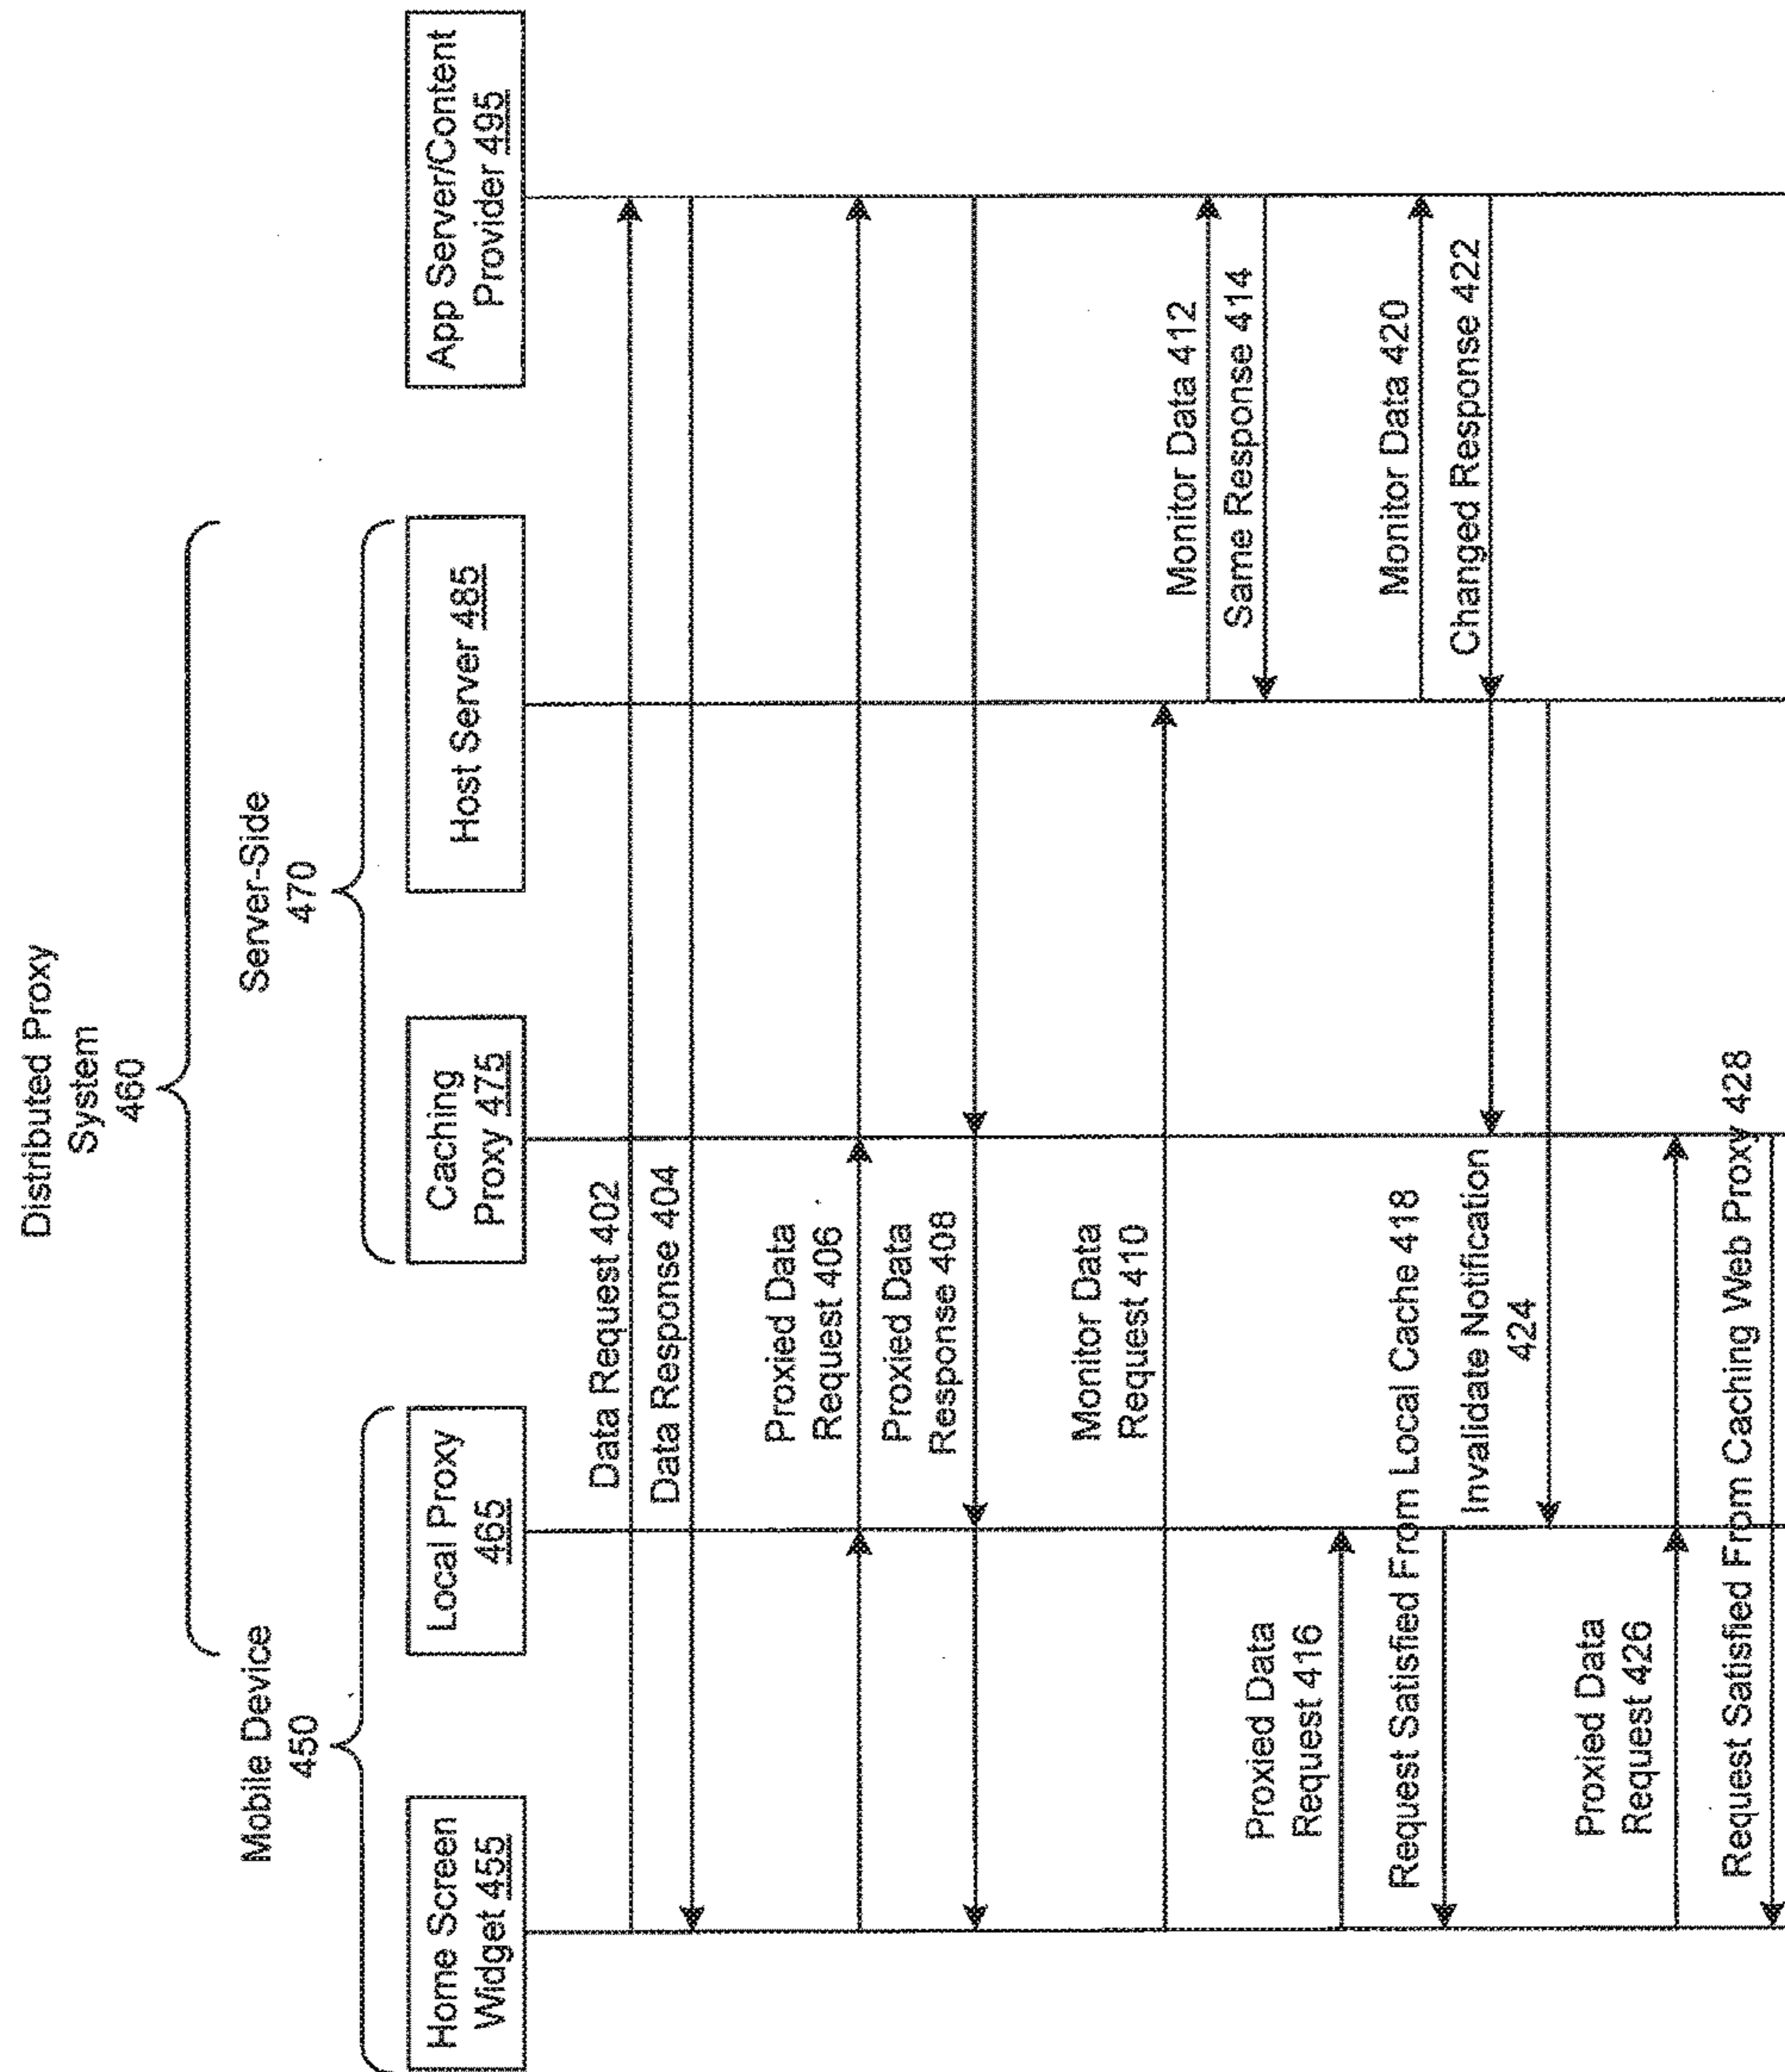 Distributed Proxy
System
460
Mobile Device
450
Server-Side
470
Home Screen
Widget 455
Local Proxy
465
Caching
Proxy 475
Host Server 485
App Server/Content
Provider 495
Data Request 402
Data Response 404
Proxied Data
Request 406
Proxied Data
Response 408
Monitor Data
Request 410
Monitor Data 412
Same Response 414
Proxied Data
Request 416
Request Satisfied From Local Cache 418
Monitor Data 420
Changed Response 422
Invalidate Notification
424
Proxied Data
Request 426
Request Satisfied From Caching Web Proxy 428